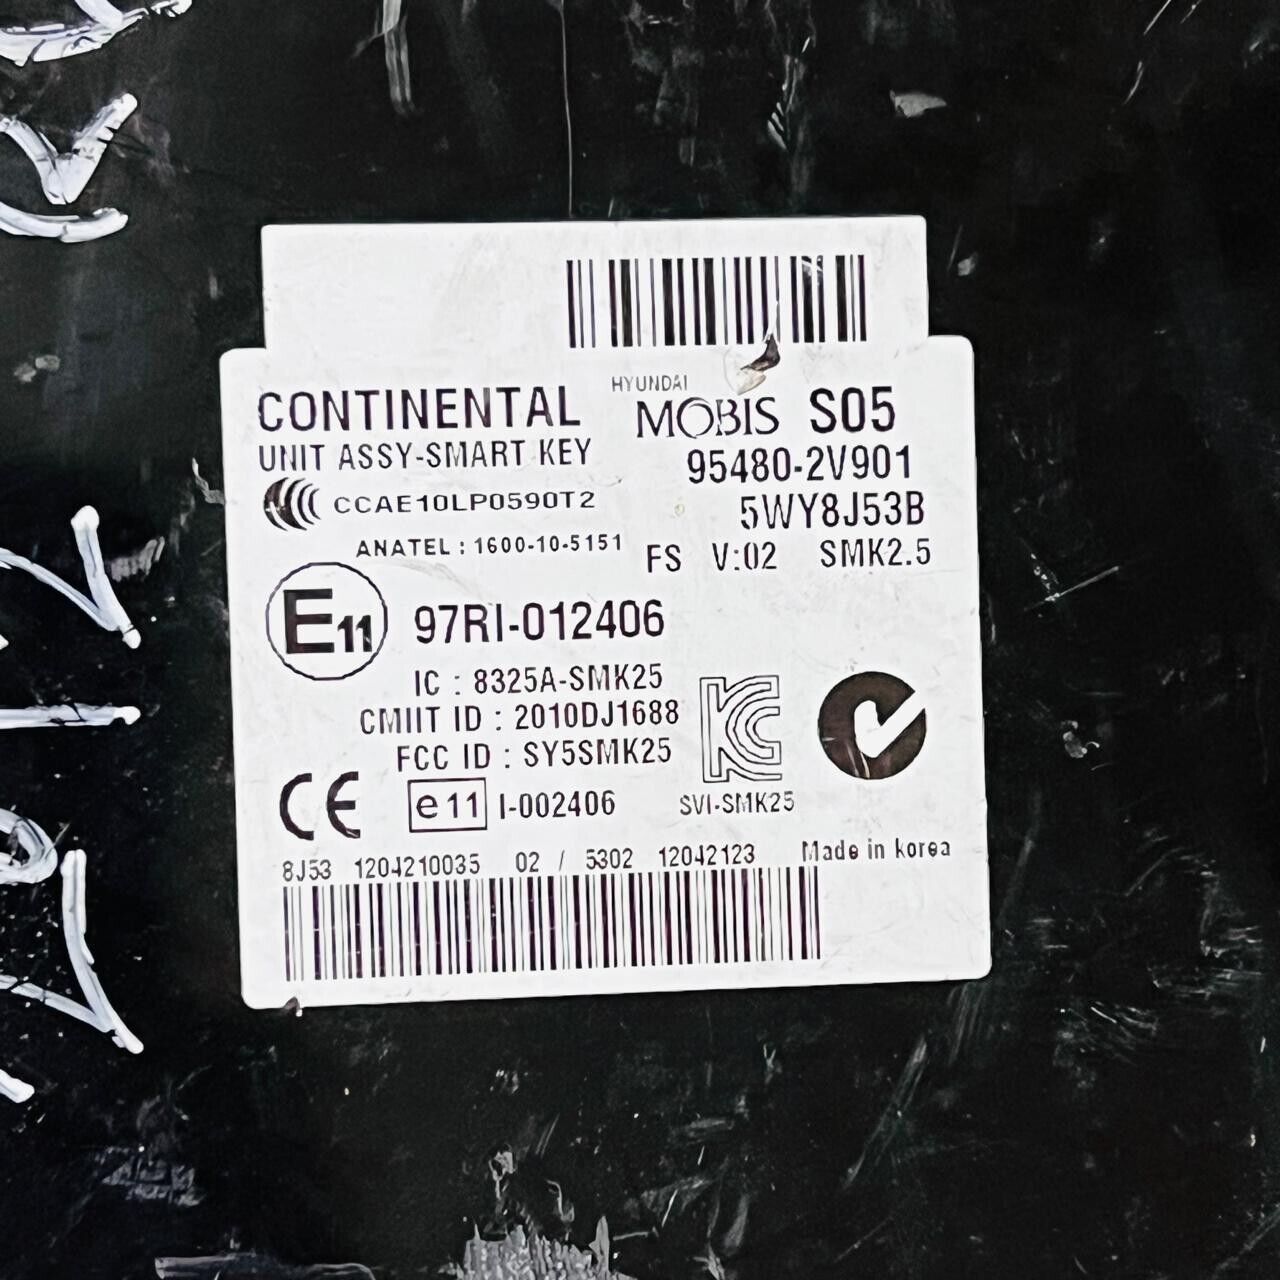 HYUNDAI
CONTINENTAL MOBIS S05
UNIT ASSY-SMART KEY 95480-2V901
CCAE10LP0590T2 5WY8J53B
ANATEL : 1600-10-5151 FS V:02 SMK2.5
E11 97RI-012406
IC : 8325A-SMK25
CMIIT ID : 2010DJ1688
FCC ID : SY5SMK25
CE e11 I-002406 SVI-SMK25
8J53 1204210035 02 / 5302 12042123 Made in korea